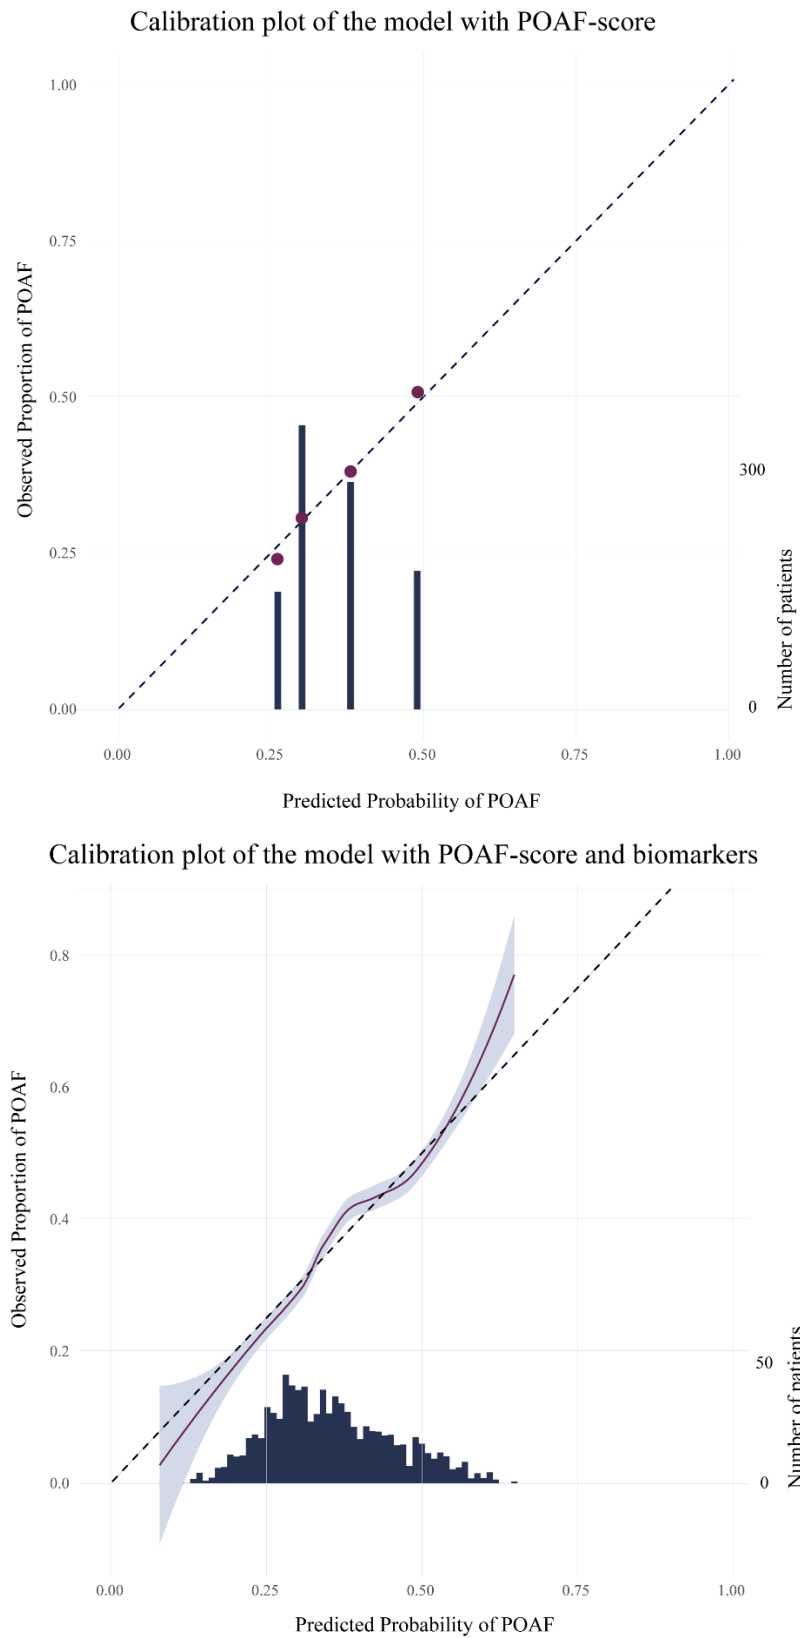 Calibration plot of the model with POAF-score
1.00
0.75
0.50
0.25
0.00
Observed Proportion of POAF
300
0
Number of patients
0.00 0.25 0.50 0.75 1.00
Predicted Probability of POAF
Calibration plot of the model with POAF-score and biomarkers
0.8
0.6
0.4
0.2
0.0
Observed Proportion of POAF
50
0
Number of patients
0.00 0.25 0.50 0.75 1.00
Predicted Probability of POAF